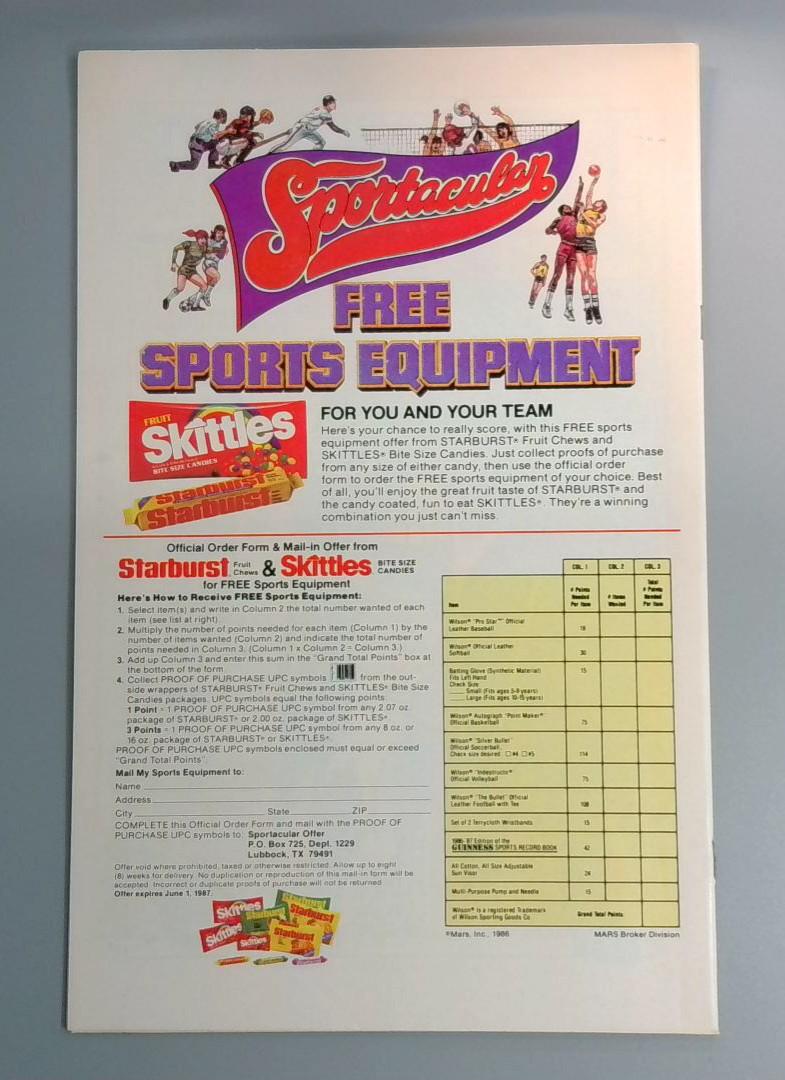 Sportacular
FREE
SPORTS EQUIPMENT
FRUIT
Skittles
BITE SIZE CANDIES
Starburst
Starburst
FOR YOU AND YOUR TEAM
Here's your chance to really score, with this FREE sports
equipment offer from STARBURST® Fruit Chews and
SKITTLES® Bite Size Candies. Just collect proofs of purchase
from any size of either candy, then use the official order
form to order the FREE sports equipment of your choice. Best
of all, you'll enjoy the great fruit taste of STARBURST® and
the candy coated, fun to eat SKITTLES®. They're a winning
combination you just can't miss.
Official Order Form & Mail-in Offer from
Starburst Fruit Chews & Skittles BITE SIZE CANDIES
for FREE Sports Equipment
Here's How to Receive FREE Sports Equipment:
1. Select item(s) and write in Column 2 the total number wanted of each
item (see list at right).
2. Multiply the number of points needed for each item (Column 1) by the
number of items wanted (Column 2) and indicate the total number of
points needed in Column 3. (Column 1 x Column 2 = Column 3.)
3. Add up Column 3 and enter this sum in the "Grand Total Points" box at
the bottom of the form.
4. Collect PROOF OF PURCHASE UPC symbols from the out-
side wrappers of STARBURST® Fruit Chews and SKITTLES® Bite Size
Candies packages. UPC symbols equal the following points:
1 Point = 1 PROOF OF PURCHASE UPC symbol from any 2.07 oz.
package of STARBURST® or 2.00 oz. package of SKITTLES®.
3 Points = 1 PROOF OF PURCHASE UPC symbol from any 8 oz. or
16 oz. package of STARBURST® or SKITTLES®.
PROOF OF PURCHASE UPC symbols enclosed must equal or exceed
"Grand Total Points".
Mail My Sports Equipment to:
Name
Address
City State ZIP
COMPLETE this Official Order Form and mail with the PROOF OF
PURCHASE UPC symbols to: Sportacular Offer
P.O. Box 725, Dept. 1229
Lubbock, TX 79491
Offer void where prohibited, taxed or otherwise restricted. Allow up to eight
(8) weeks for delivery. No duplication or reproduction of this mail-in form will be
accepted. Incorrect or duplicate proofs of purchase will not be returned.
Offer expires June 1, 1987.
Skittles
Starburst
Skittles
Skittles
Starburst
COL. 1 COL. 2 COL. 3
Item # Points Needed Per Item # Items Wanted Total # Points Needed Per Item
Wilson® "Pro Star™" Official
Leather Baseball 18
Wilson® Official Leather
Softball 30
Batting Glove (Synthetic Material) 15
Fits Left Hand
Check Size
Small (Fits ages 5-9 years)
Large (Fits ages 10-15 years)
Wilson® Autograph "Point Maker"
Official Basketball 75
Wilson® "Silver Bullet"
Official Soccerball,
Check size desired □#4 □#5 114
Wilson® "Indestructo"
Official Volleyball 75
Wilson® "The Bullet" Official
Leather Football with Tee 108
Set of 2 Terrycloth Wristbands 15
1986-'87 Edition of the
GUINNESS SPORTS RECORD BOOK 42
All Cotton, All Size Adjustable
Sun Visor 24
Multi-Purpose Pump and Needle 15
Wilson® is a registered Trademark
of Wilson Sporting Goods Co. Grand Total Points
©Mars, Inc., 1986 MARS Broker Division